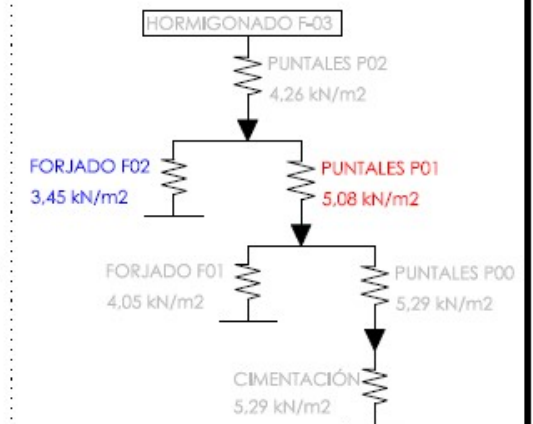 HORMIGONADO F-03
PUNTALES P02
4,26 kN/m2
FORJADO F02
3,45 kN/m2
PUNTALES P01
5,08 kN/m2
FORJADO F01
4,05 kN/m2
PUNTALES P00
5,29 kN/m2
CIMENTACIÓN
5,29 kN/m2